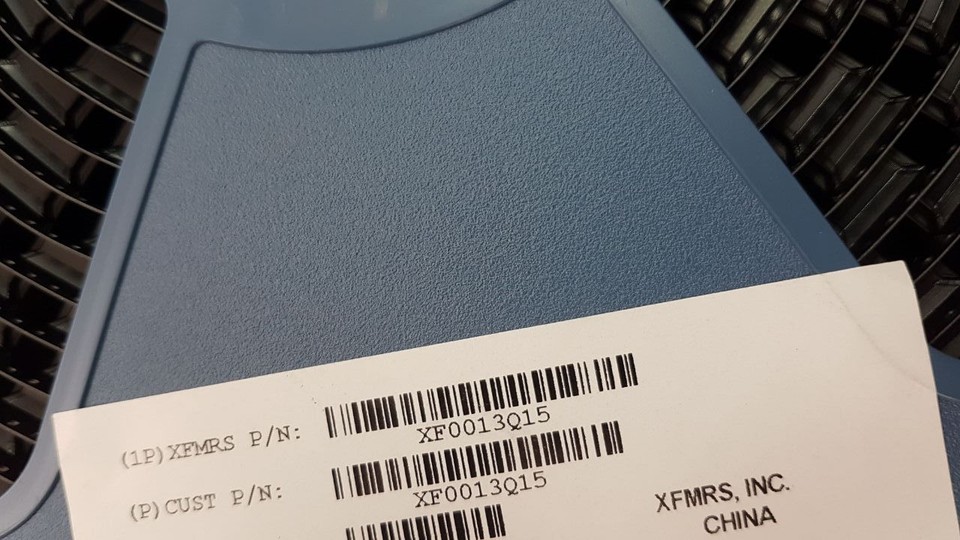 (1P)XFMRS P/N:
XF0013Q15
(P)CUST P/N:
XF0013Q15
XFMRS, INC.
CHINA